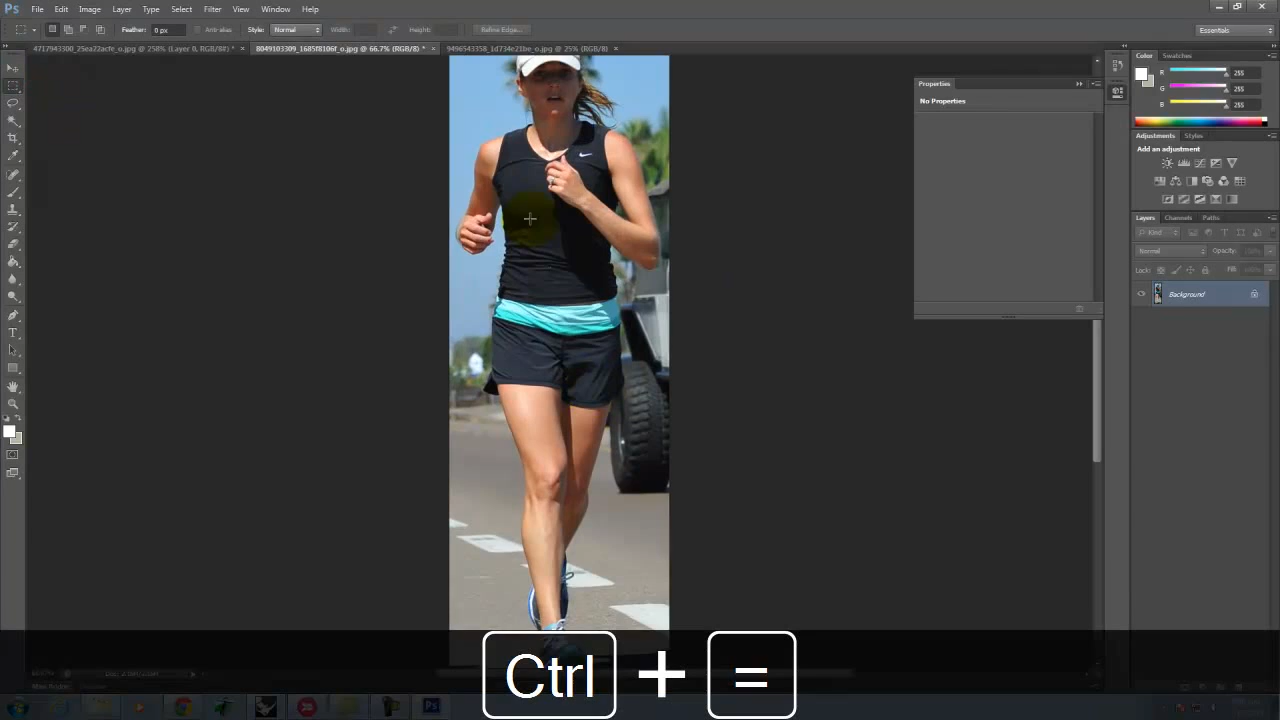 Ps File Edit Image Layer Type Select Filter View Window Help
Feather: 0 px Anti-alias Style: Normal Width: Height: Refine Edge... Essentials
4717943300_25ea22acfe_o.jpg @ 258% (Layer 0, RGB/8#) * × 8049103309_1685f8106f_o.jpg @ 66.7% (RGB/8) * × 9496543358_1d734e21be_o.jpg @ 25% (RGB/8) ×
Color Swatches
R 255
G 255
B 255
Properties
No Properties
Adjustments Styles
Add an adjustment
Layers Channels Paths
Kind
Normal Opacity:
Lock: Fill:
Background
Ctrl + =
Ps